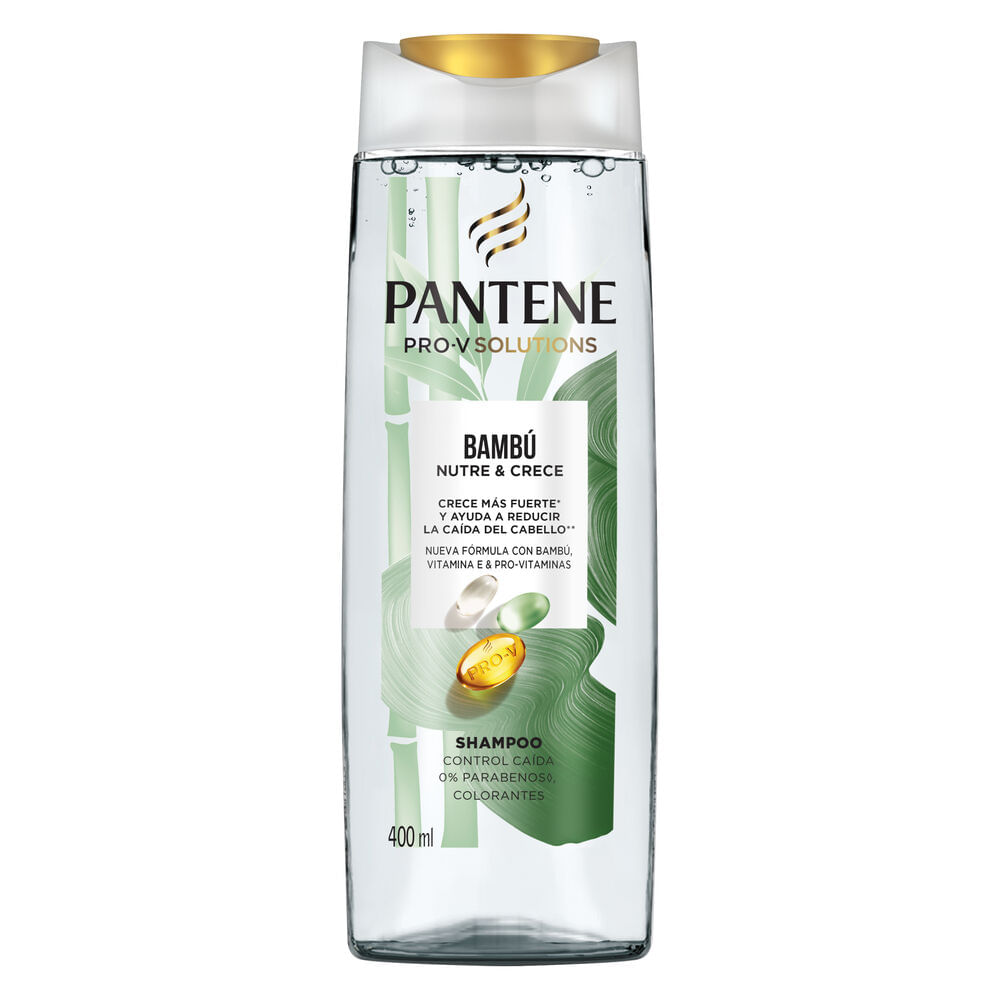 PANTENE
PRO-V SOLUTIONS
BAMBÚ
NUTRE & CRECE
CRECE MÁS FUERTE*
Y AYUDA A REDUCIR
LA CAÍDA DEL CABELLO**
NUEVA FÓRMULA CON BAMBÚ,
VITAMINA E & PRO-VITAMINAS
PRO-V
SHAMPOO
CONTROL CAÍDA
0% PARABENOS◊,
COLORANTES
400 ml